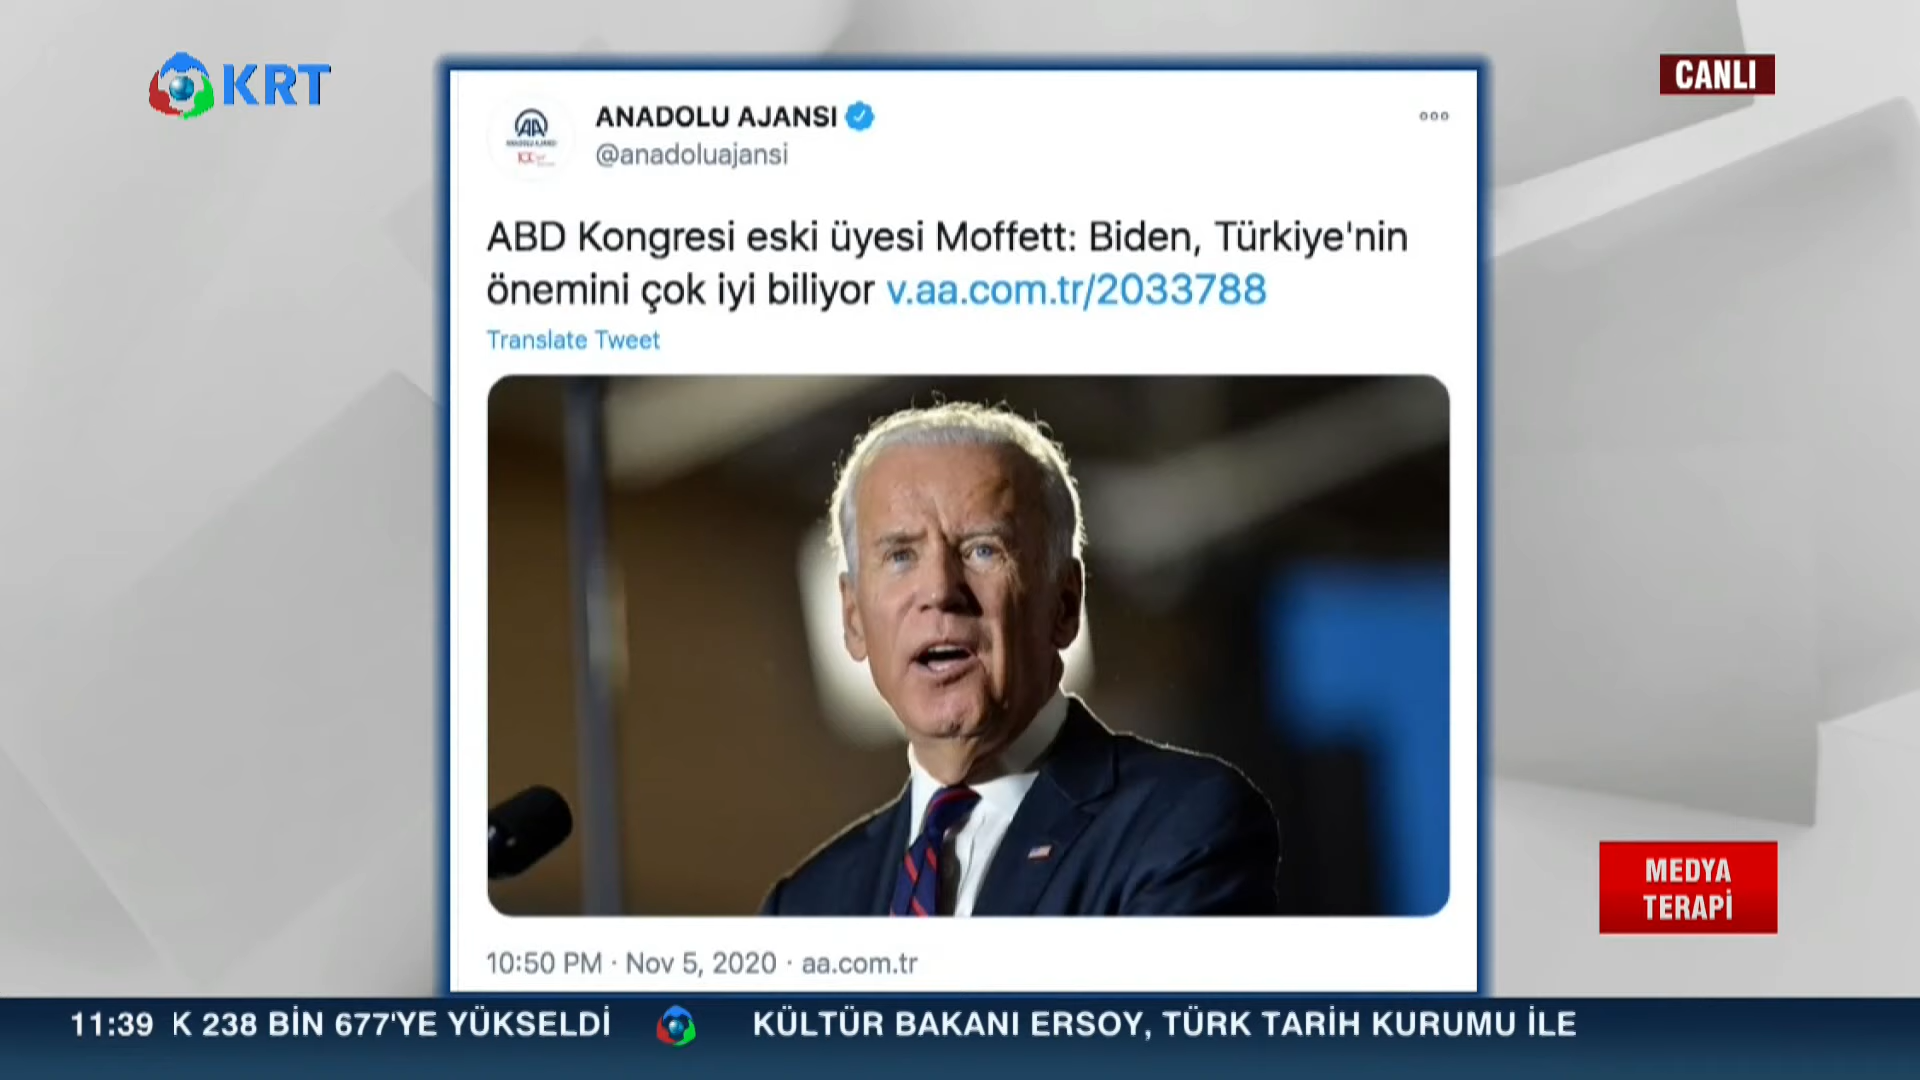 KRT
CANLI
ANADOLU AJANSI
@anadoluajansi
ABD Kongresi eski üyesi Moffett: Biden, Türkiye'nin
önemini çok iyi biliyor v.aa.com.tr/2033788
Translate Tweet
10:50 PM · Nov 5, 2020 · aa.com.tr
MEDYA
TERAPİ
11:39 K 238 BİN 677'YE YÜKSELDİ KÜLTÜR BAKANI ERSOY, TÜRK TARİH KURUMU İLE